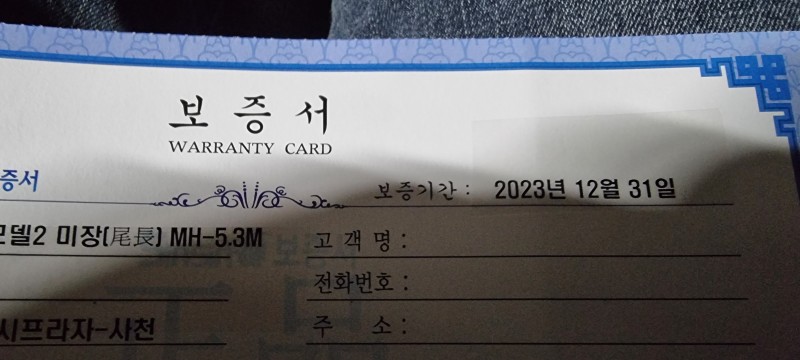 보 증 서
WARRANTY CARD
증서
보증기간 : 2023년 12월 31일
모델2 미장(尾長) MH-5.3M
고 객 명 :
전화번호 :
시프라자-사천
주 소 :